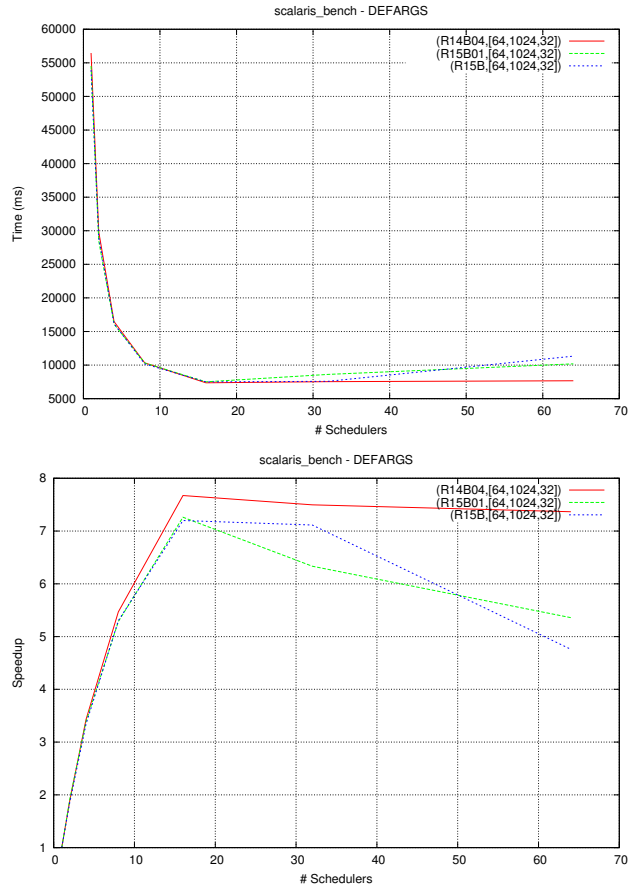 scalaris_bench - DEFARGS
60000
55000
50000
45000
40000
35000
30000
25000
20000
15000
10000
5000
Time (ms)
(R14B04,[64,1024,32])
(R15B01,[64,1024,32])
(R15B,[64,1024,32])
0 10 20 30 40 50 60 70
# Schedulers
scalaris_bench - DEFARGS
8
7
6
5
4
3
2
1
Speedup
(R14B04,[64,1024,32])
(R15B01,[64,1024,32])
(R15B,[64,1024,32])
0 10 20 30 40 50 60 70
# Schedulers